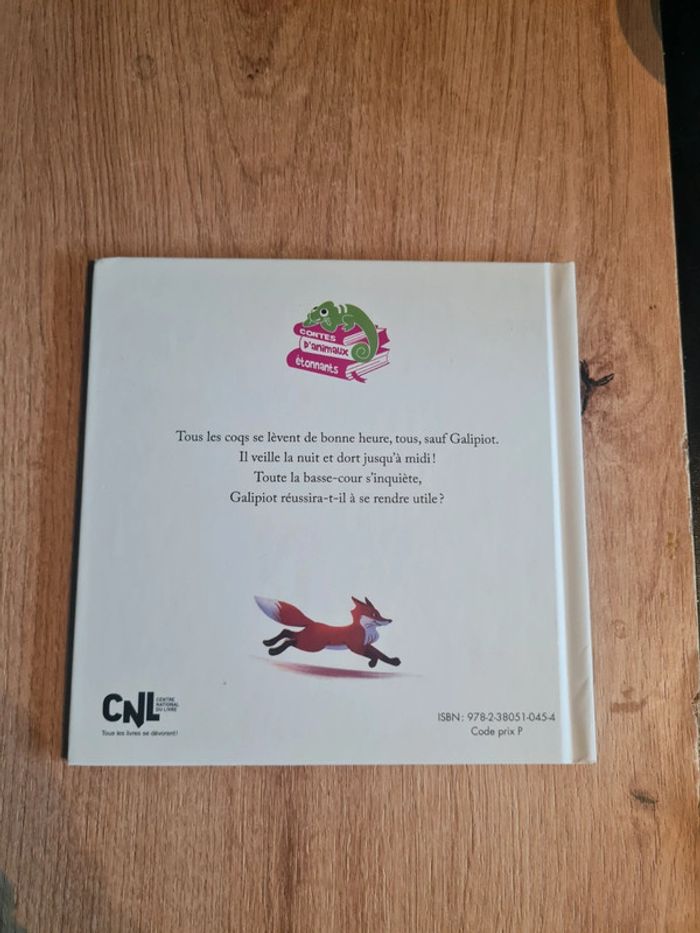 CONTES
D'ANIMAUX
étonnants
Tous les coqs se lèvent de bonne heure, tous, sauf Galipiot.
Il veille la nuit et dort jusqu'à midi !
Toute la basse-cour s'inquiète,
Galipiot réussira-t-il à se rendre utile ?
CNL
CENTRE
NATIONAL
DU LIVRE
Tous les livres se dévorent!
ISBN : 978-2-38051-045-4
Code prix P